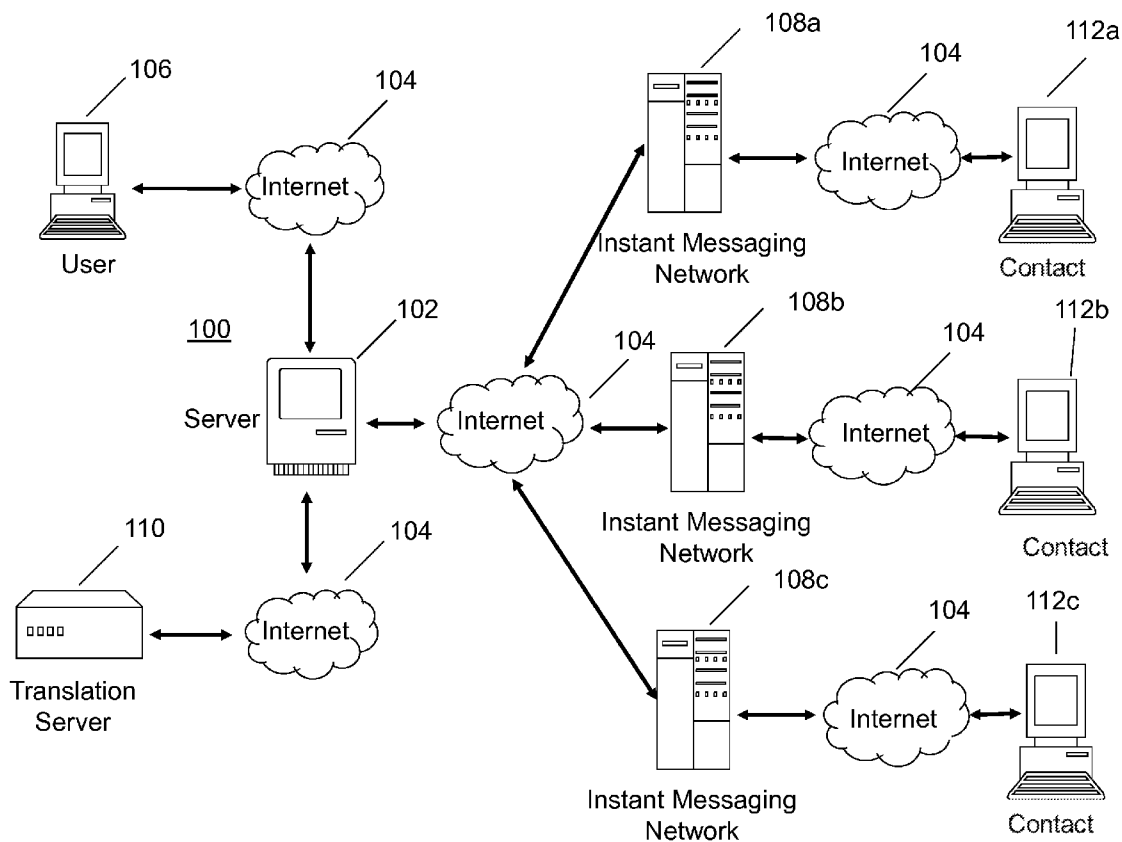 108a
112a
106
104
104
Internet
Internet
User
Instant Messaging
Network
Contact
100
102
108b
112b
104
104
Server
Internet
Internet
Instant Messaging
Network
Contact
110
104
108c
112c
104
Internet
Internet
Translation
Server
Instant Messaging
Network
Contact